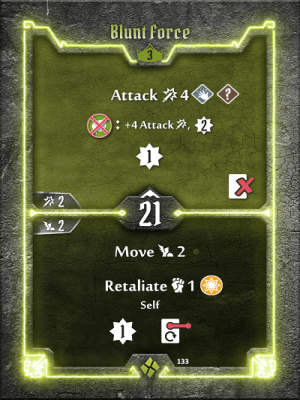 Blunt Force
3
Attack 4 ?
: +4 Attack , 2
1
2
21
2
Move 2
Retaliate 1
Self
1
133